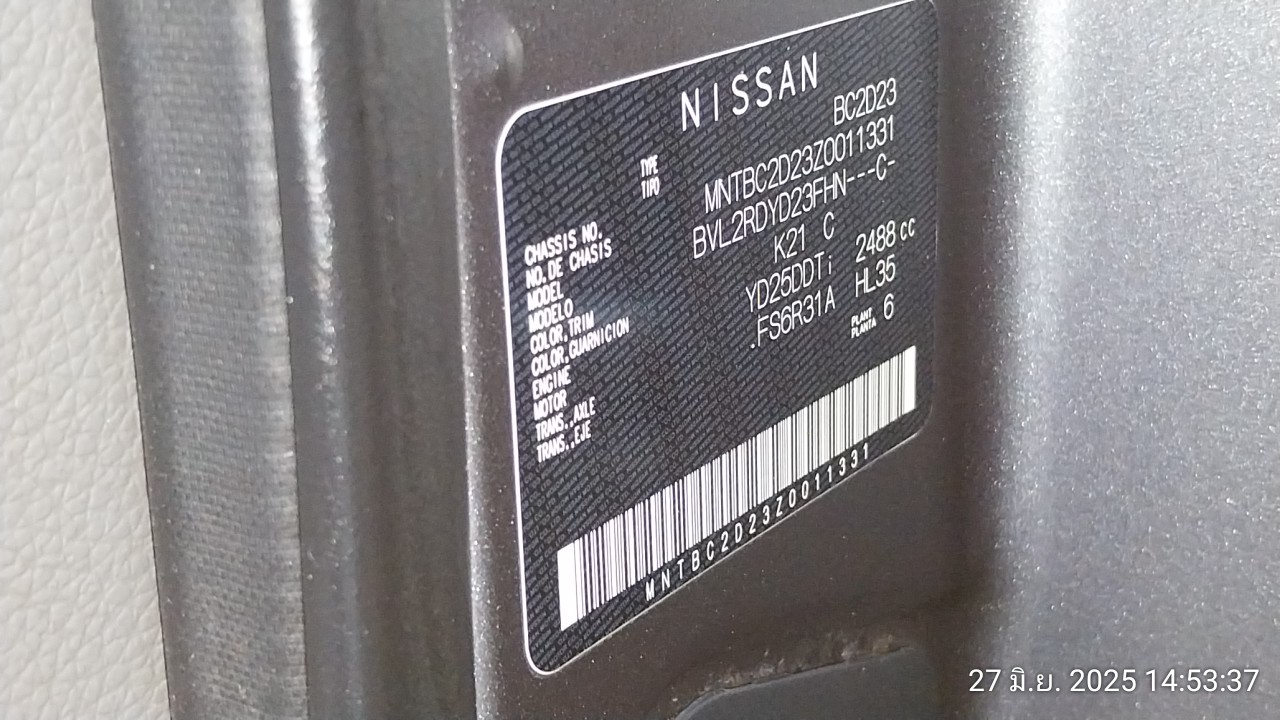 NISSAN
TYPE BC2D23
TIPO
CHASSIS NO. MNTBC2D23Z0011331
NO.DE CHASIS
MODEL BVL2RDYD23FHN---C-
MODELO
COLOR,TRIM K21 C
COLOR,GUARNICION
ENGINE YD25DDTi 2488 cc
MOTOR
TRANS.,AXLE .FS6R31A HL35
TRANS.,EJE
PLANT 6
PLANTA
MNTBC2D23Z0011331
27 มิ.ย. 2025 14:53:37